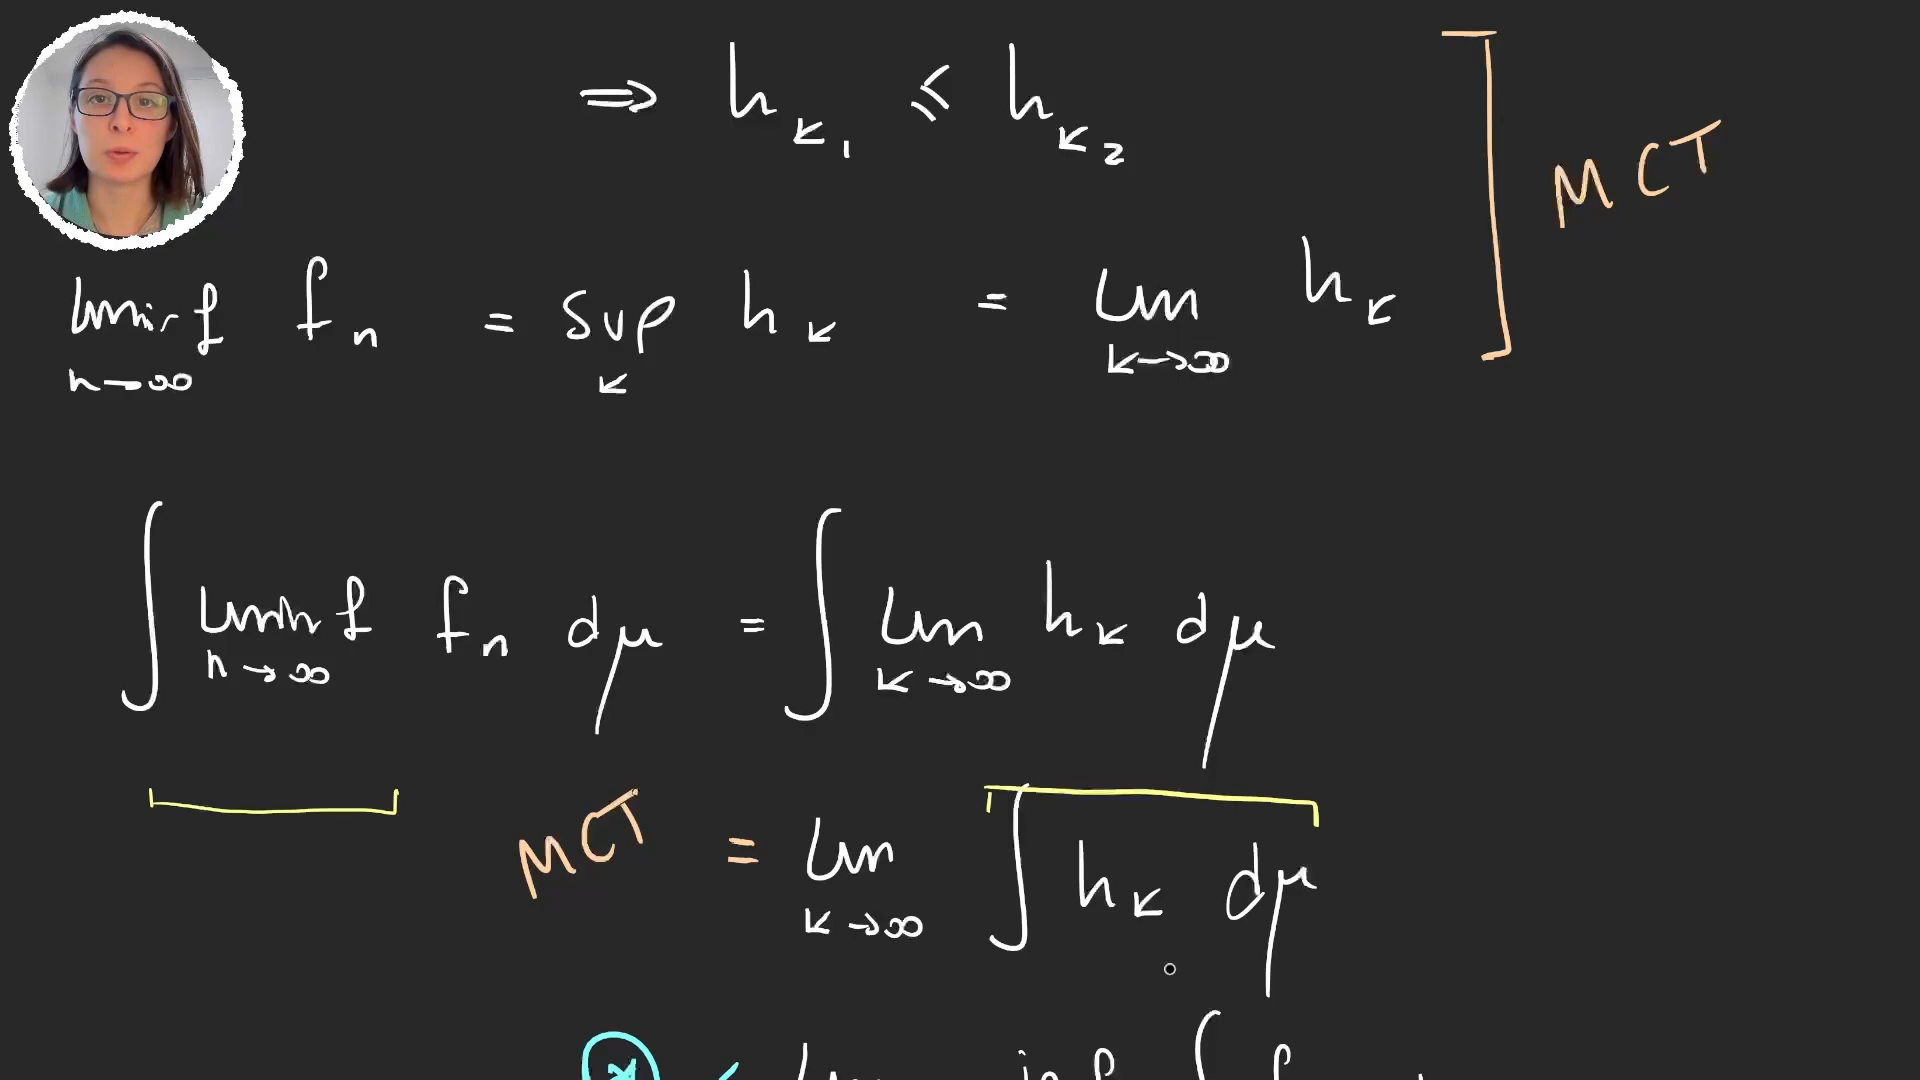 ⇒ h_{k_1} ⩽ h_{k_2}
MCT
liminf_{n→∞} f_n = sup_k h_k = lim_{k→∞} h_k
∫ liminf_{n→∞} f_n dμ = ∫ lim_{k→∞} h_k dμ
MCT = lim_{k→∞} ∫ h_k dμ